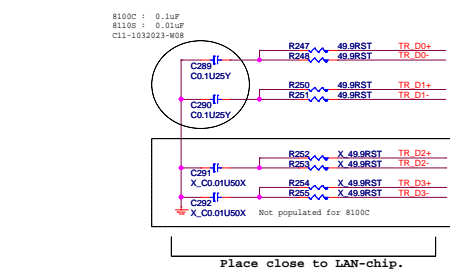 8100C : 0.1uF
8110S : 0.01uF
C11-1032023-W08
R247 49.9RST TR_D0+
R248 49.9RST TR_D0-
C289
C0.1U25Y
R250 49.9RST TR_D1+
R251 49.9RST TR_D1-
C290
C0.1U25Y
R252 X_49.9RST TR_D2+
R253 X_49.9RST TR_D2-
C291
X_C0.01U50X
R254 X_49.9RST TR_D3+
R255 X_49.9RST TR_D3-
C292
X_C0.01U50X Not populated for 8100C
Place close to LAN-chip.